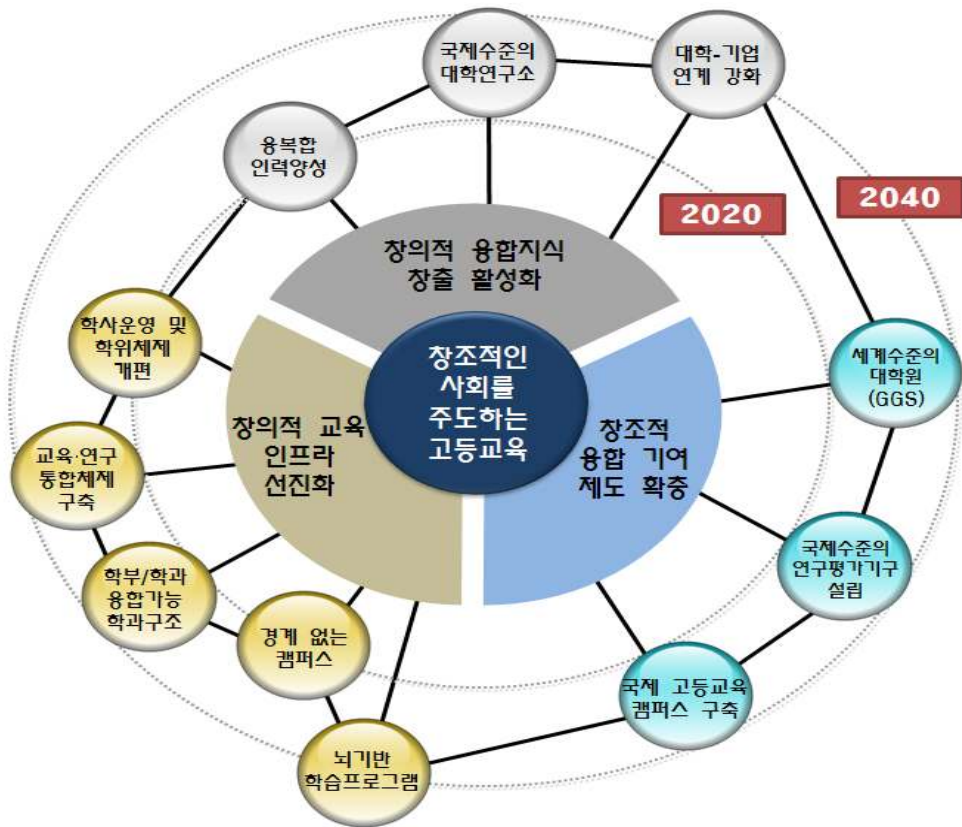 국제수준의
대학연구소
대학-기업
연계 강화
융복합
인력양성
2020
2040
창의적 융합지식
창출 활성화
학사운영 및
학위체제
개편
창조적인
사회를
주도하는
고등교육
세계수준의
대학원
(GGS)
창의적 교육
인프라
선진화
창조적
융합 기여
제도 확충
교육·연구
통합체제
구축
국제수준의
연구평가기구
설립
학부/학과
융합가능
학과구조
경계 없는
캠퍼스
국제 고등교육
캠퍼스 구축
뇌기반
학습프로그램